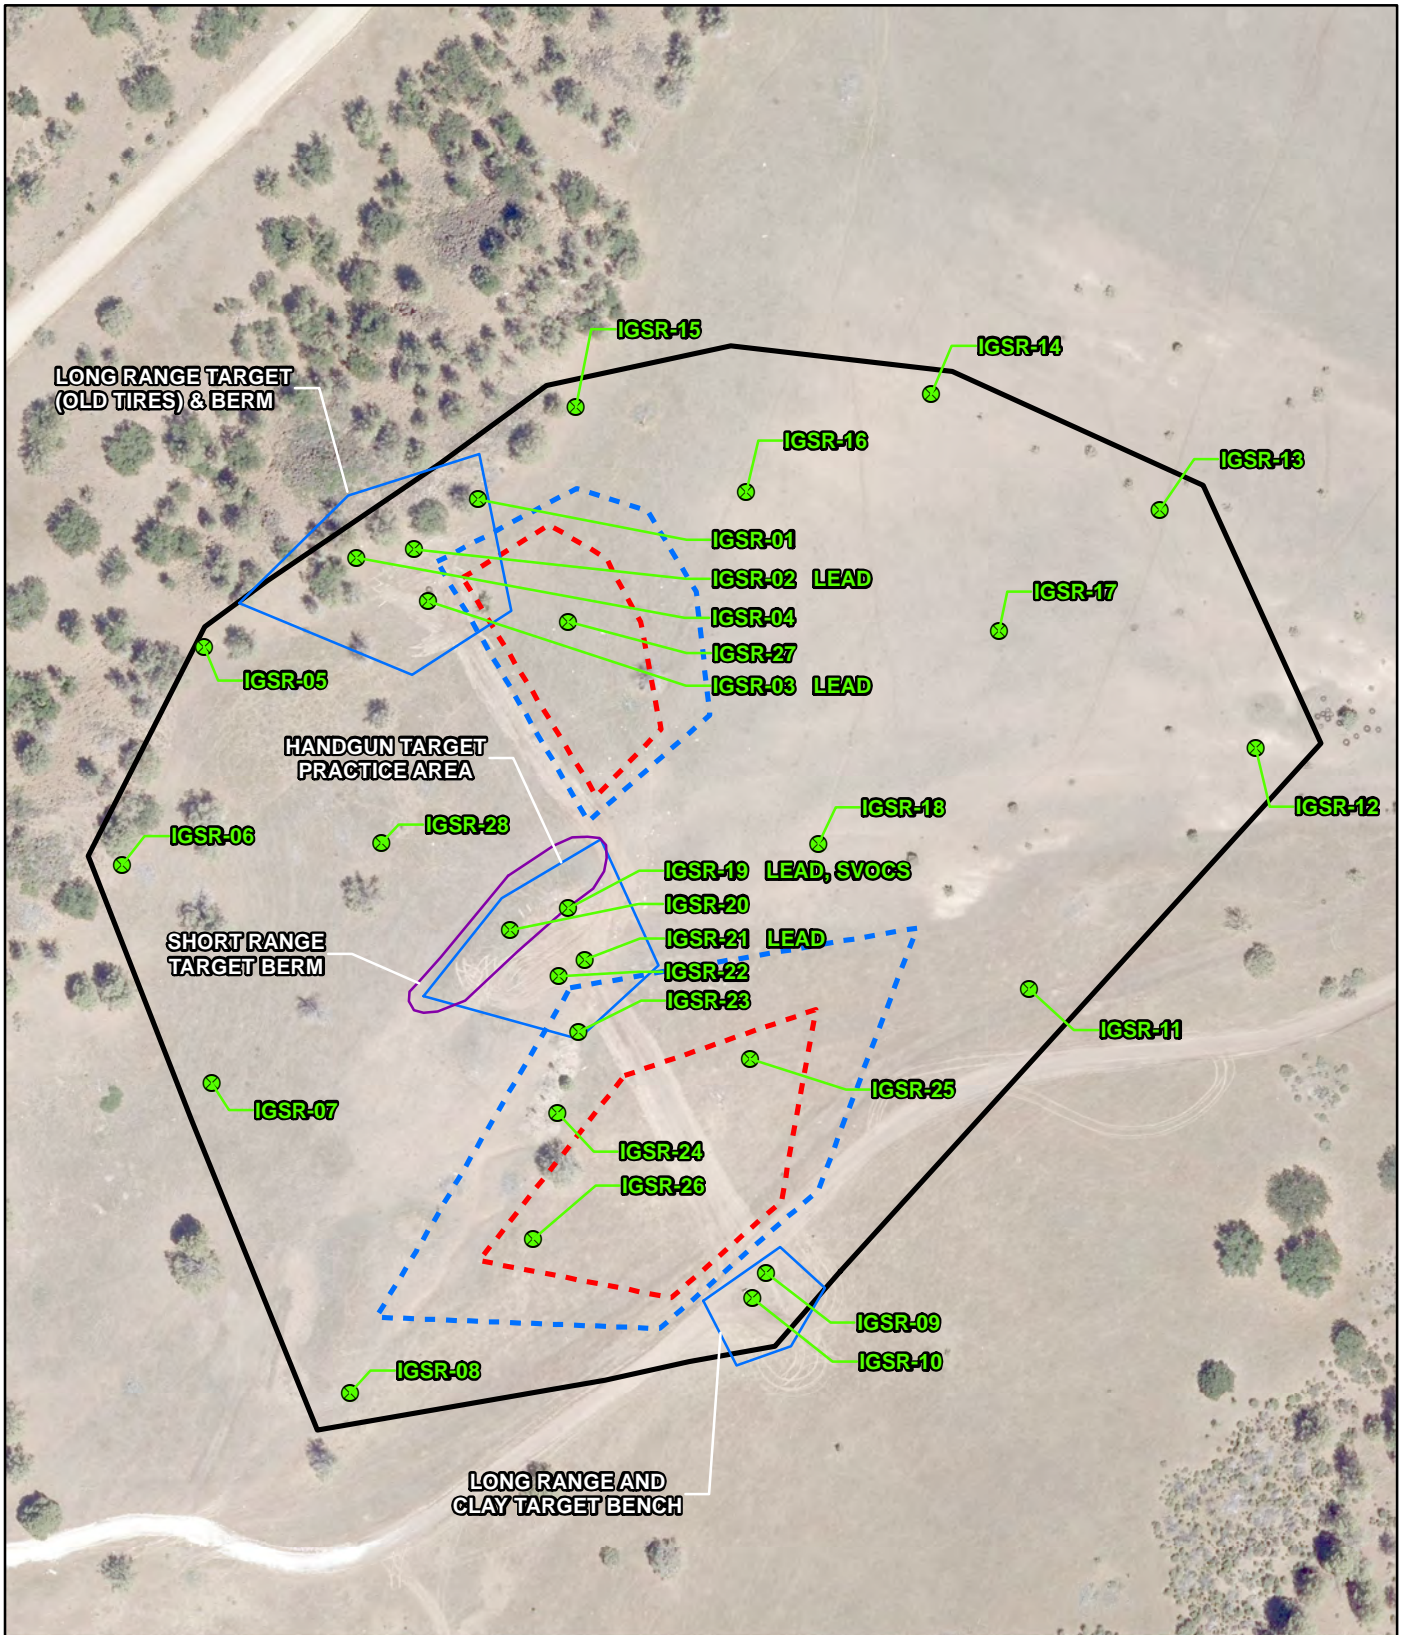 IGSR-15
IGSR-14
LONG RANGE TARGET
(OLD TIRES) & BERM
IGSR-16
IGSR-13
IGSR-01
IGSR-02 LEAD
IGSR-17
IGSR-04
IGSR-27
IGSR-05
IGSR-03 LEAD
HANDGUN TARGET
PRACTICE AREA
IGSR-18
IGSR-12
IGSR-28
IGSR-06
IGSR-19 LEAD, SVOCS
IGSR-20
IGSR-21 LEAD
SHORT RANGE
TARGET BERM
IGSR-22
IGSR-23
IGSR-11
IGSR-25
IGSR-07
IGSR-24
IGSR-26
IGSR-09
IGSR-10
IGSR-08
LONG RANGE AND
CLAY TARGET BENCH